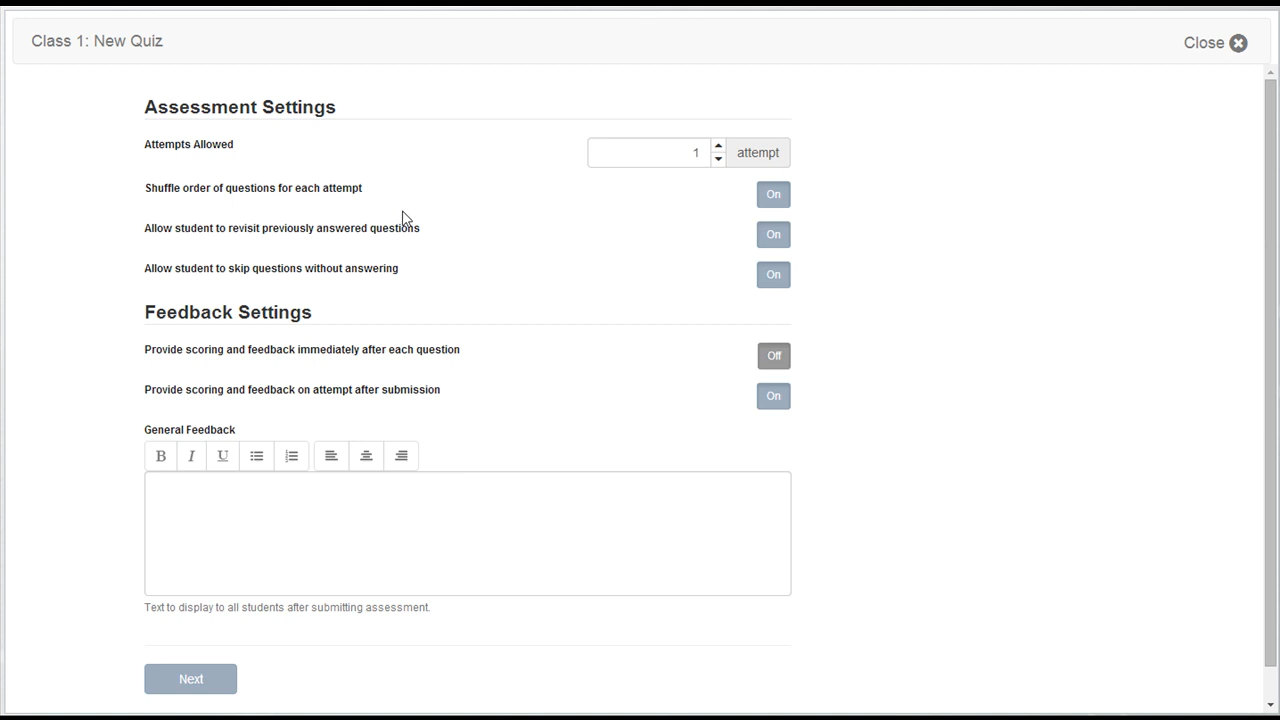 Class 1: New Quiz
Close
Assessment Settings
Attempts Allowed
1 attempt
Shuffle order of questions for each attempt
On
Allow student to revisit previously answered questions
On
Allow student to skip questions without answering
On
Feedback Settings
Provide scoring and feedback immediately after each question
Off
Provide scoring and feedback on attempt after submission
On
General Feedback
B I U
Text to display to all students after submitting assessment.
Next